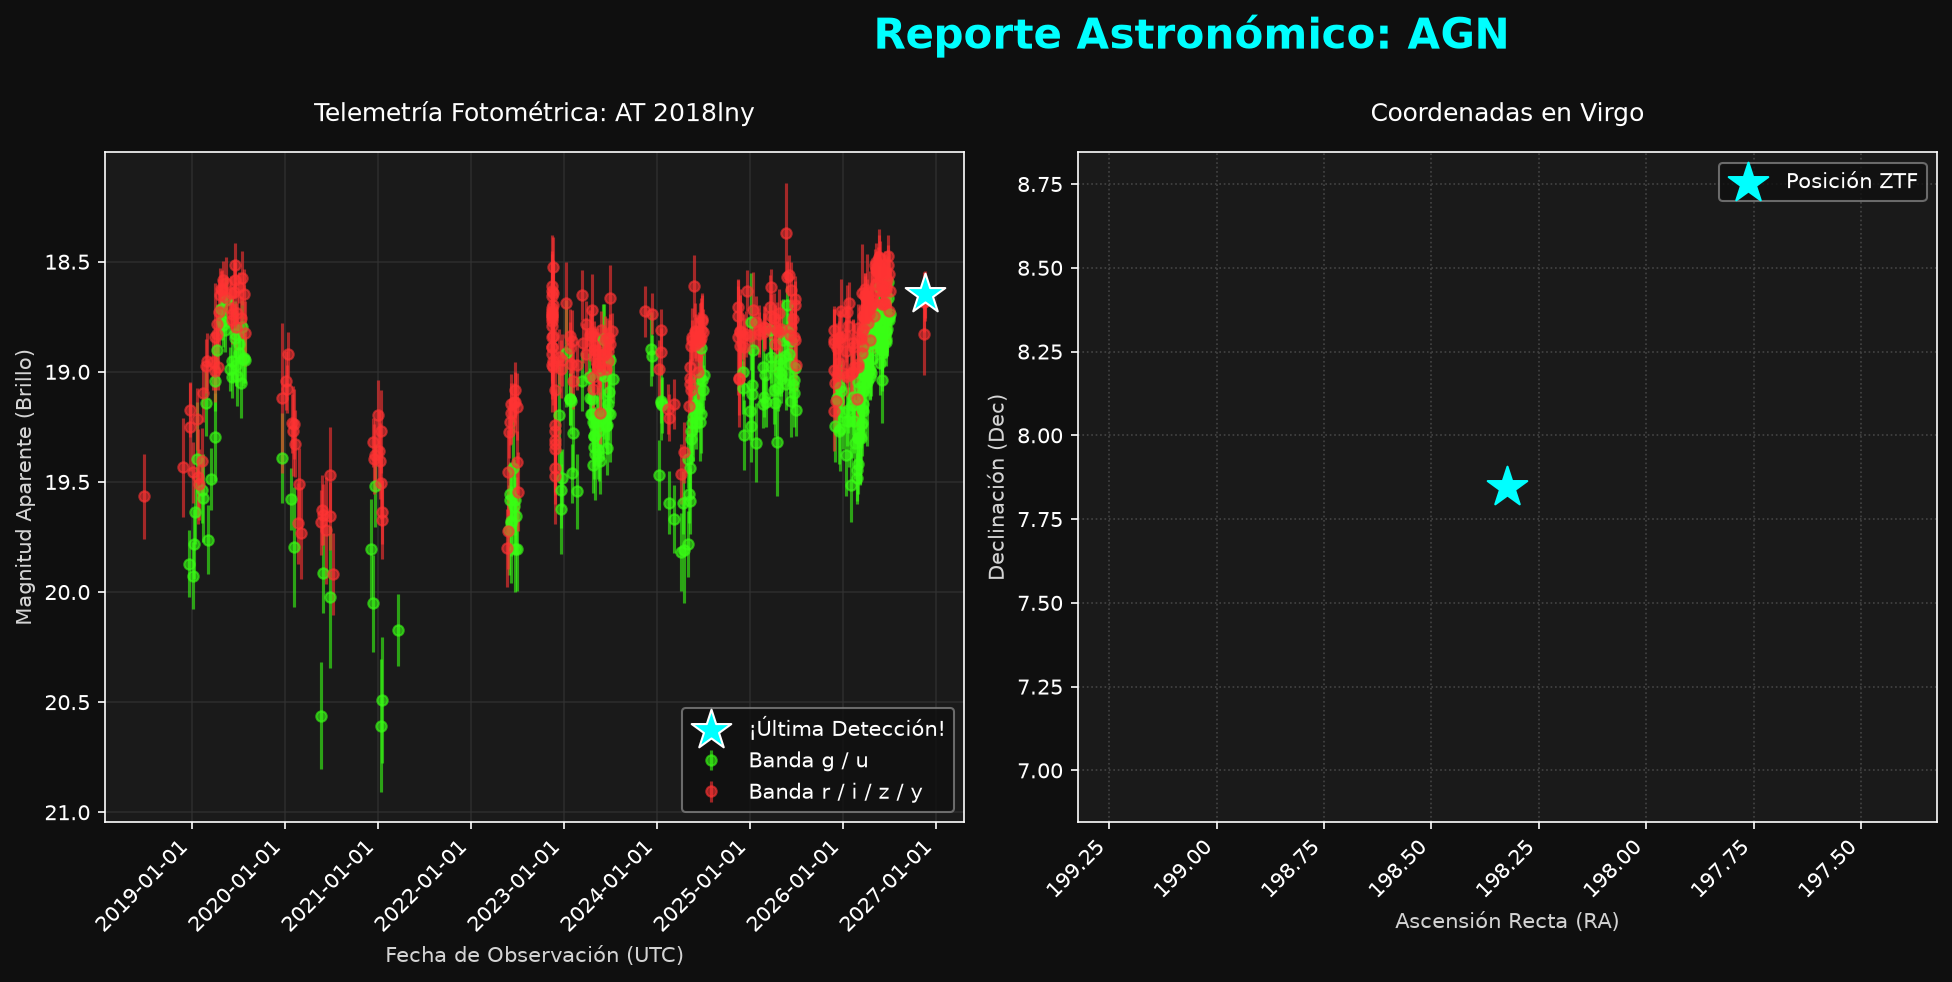 Reporte Astronómico: AGN
Telemetría Fotométrica: AT 2018lny
Magnitud Aparente (Brillo)
18.5
19.0
19.5
20.0
20.5
21.0
¡Última Detección!
Banda g / u
Banda r / i / z / y
2019-01-01
2020-01-01
2021-01-01
2022-01-01
2023-01-01
2024-01-01
2025-01-01
2026-01-01
2027-01-01
Fecha de Observación (UTC)
Coordenadas en Virgo
Declinación (Dec)
8.75
8.50
8.25
8.00
7.75
7.50
7.25
7.00
Posición ZTF
199.25
199.00
198.75
198.50
198.25
198.00
197.75
197.50
Ascensión Recta (RA)